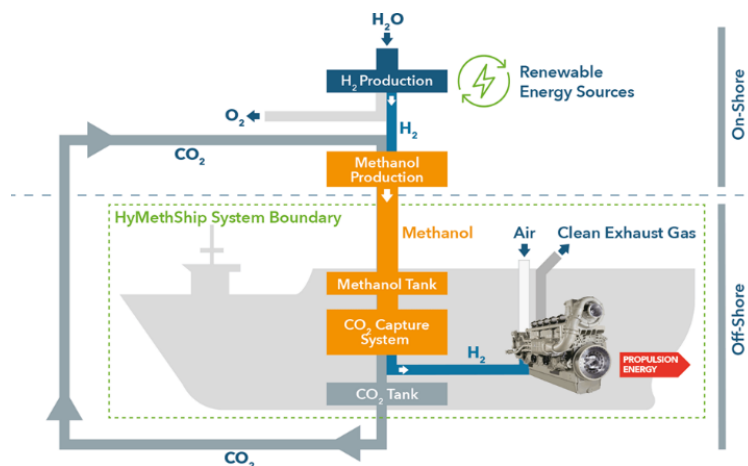 H₂O
H₂ Production
Renewable
Energy Sources
O₂
H₂
CO₂
Methanol
Production
On-Shore
HyMethShip System Boundary
Methanol
Air
Clean Exhaust Gas
Methanol Tank
CO₂ Capture
System
H₂
PROPULSION
ENERGY
CO₂ Tank
Off-Shore
CO₂